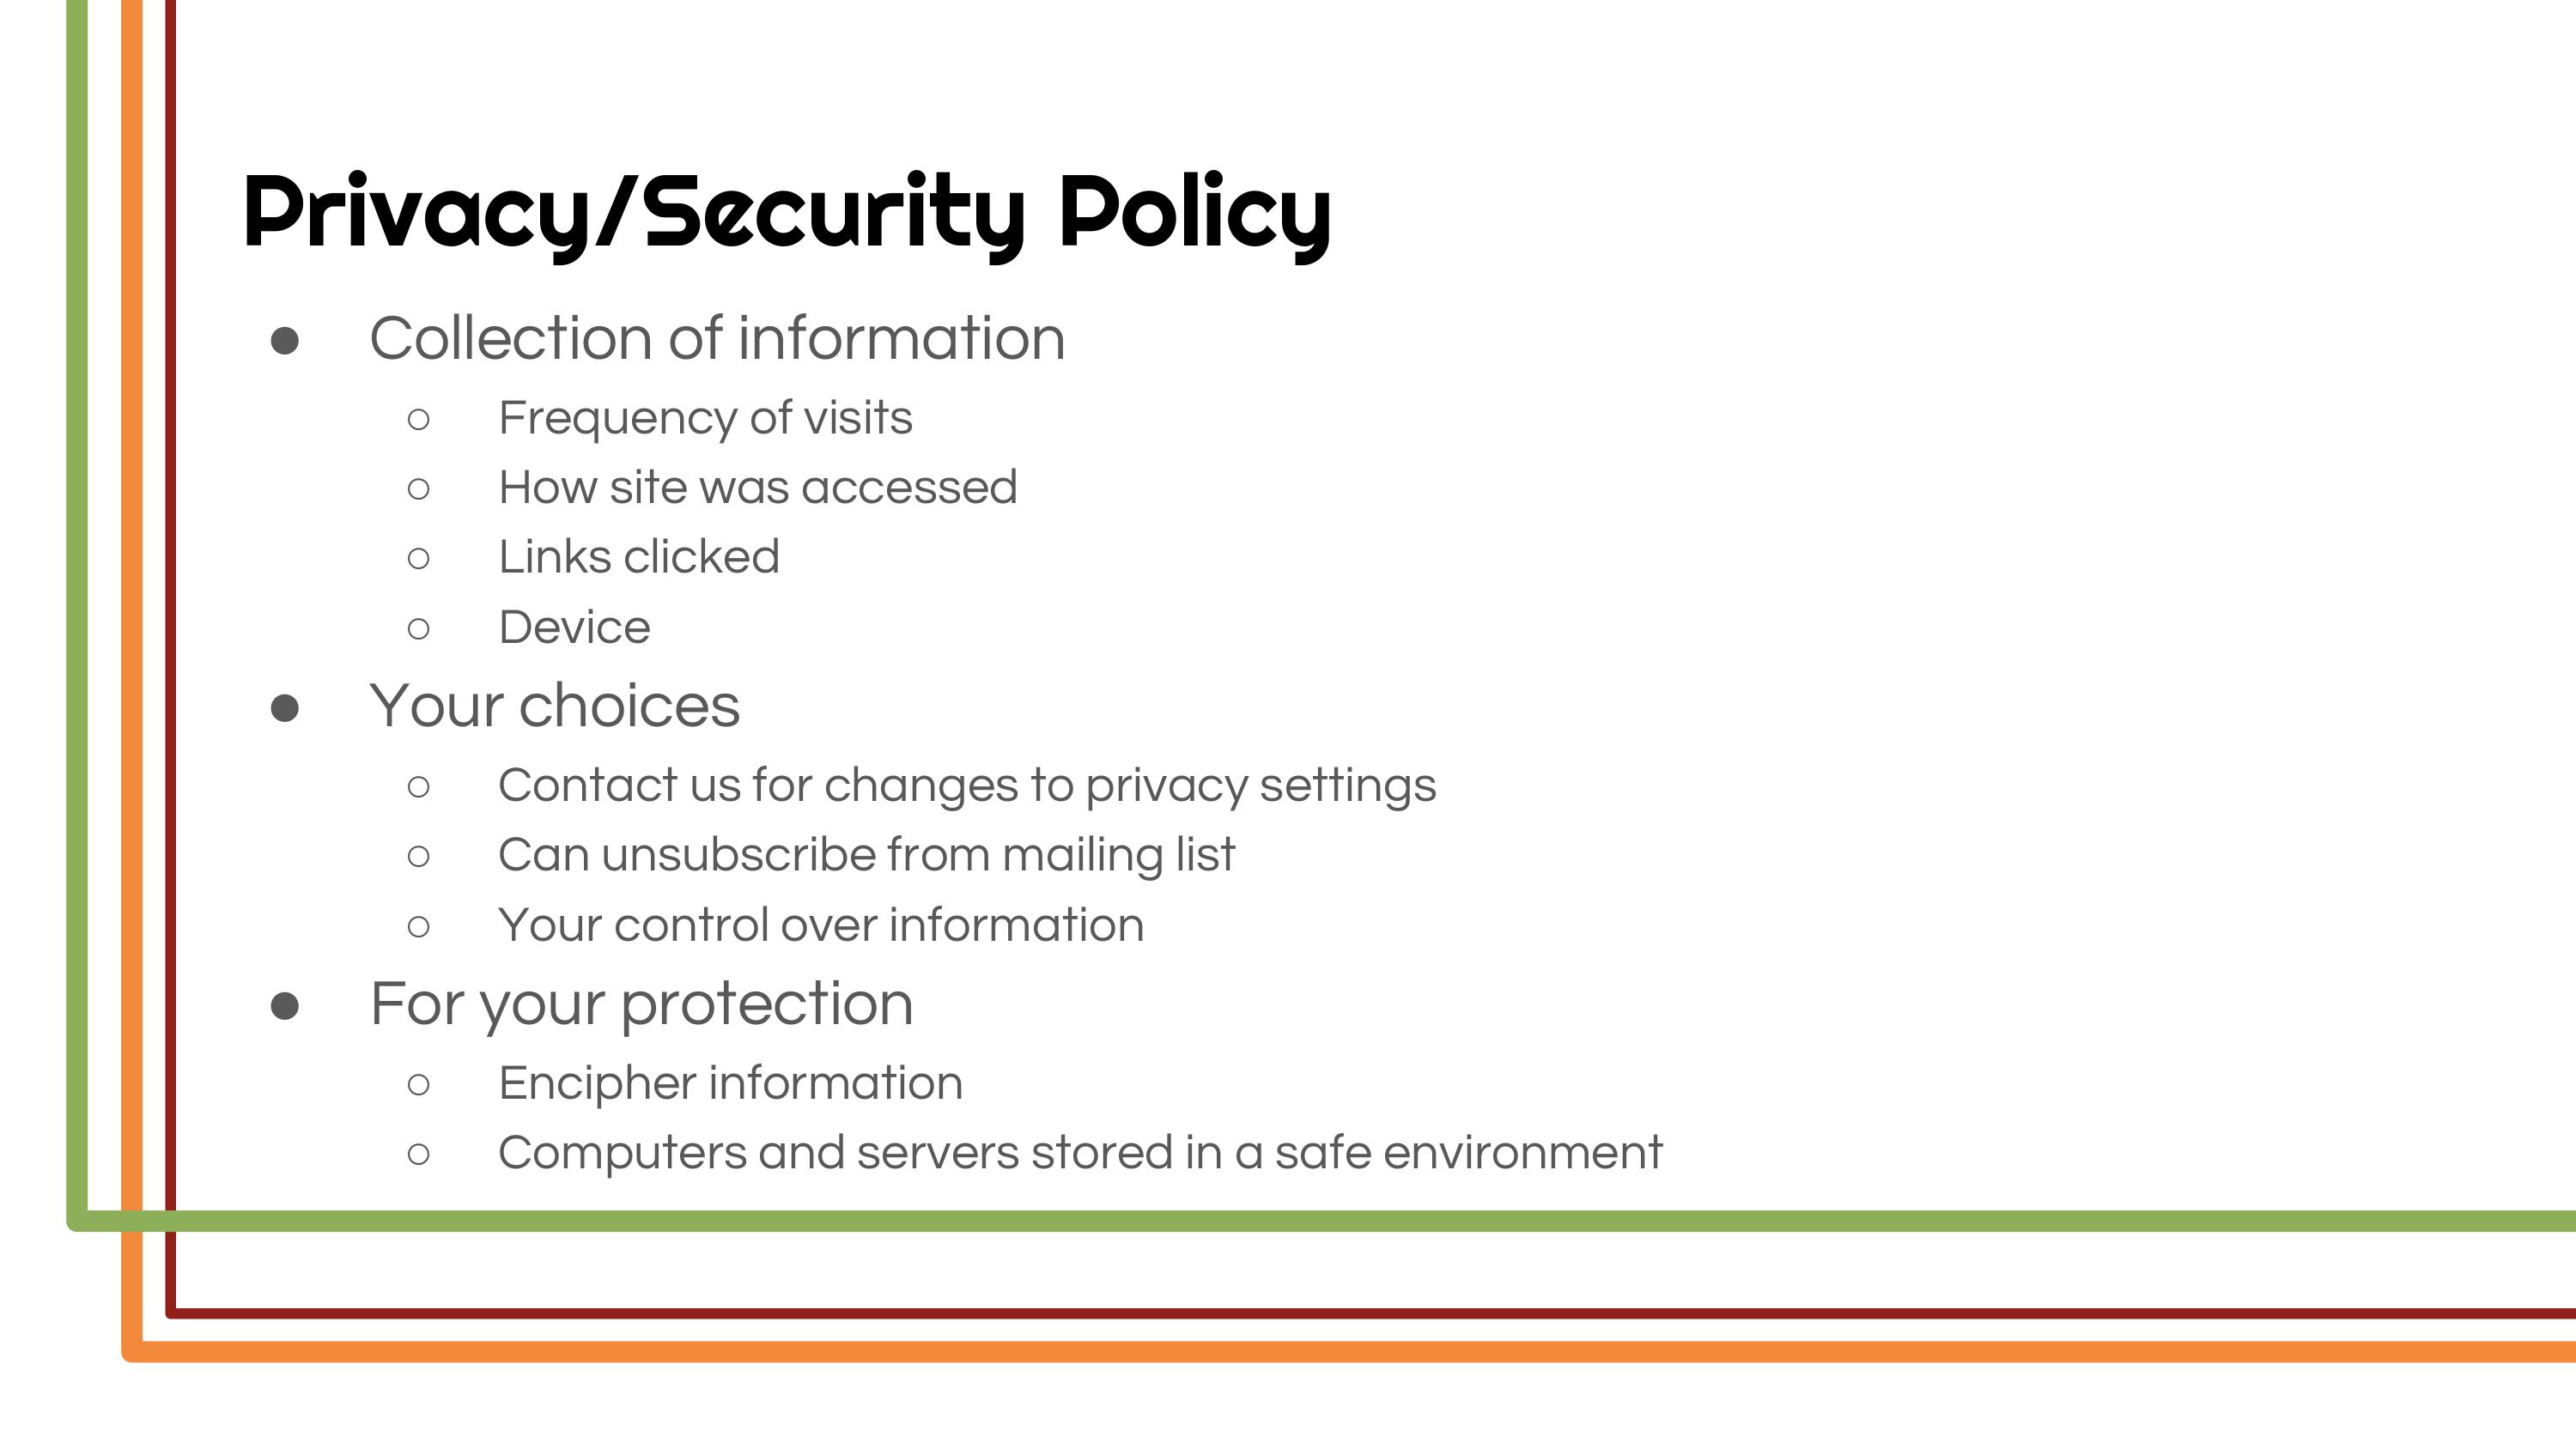 Privacy/Security Policy
● Collection of information
○ Frequency of visits
○ How site was accessed
○ Links clicked
○ Device
● Your choices
○ Contact us for changes to privacy settings
○ Can unsubscribe from mailing list
○ Your control over information
● For your protection
○ Encipher information
○ Computers and servers stored in a safe environment